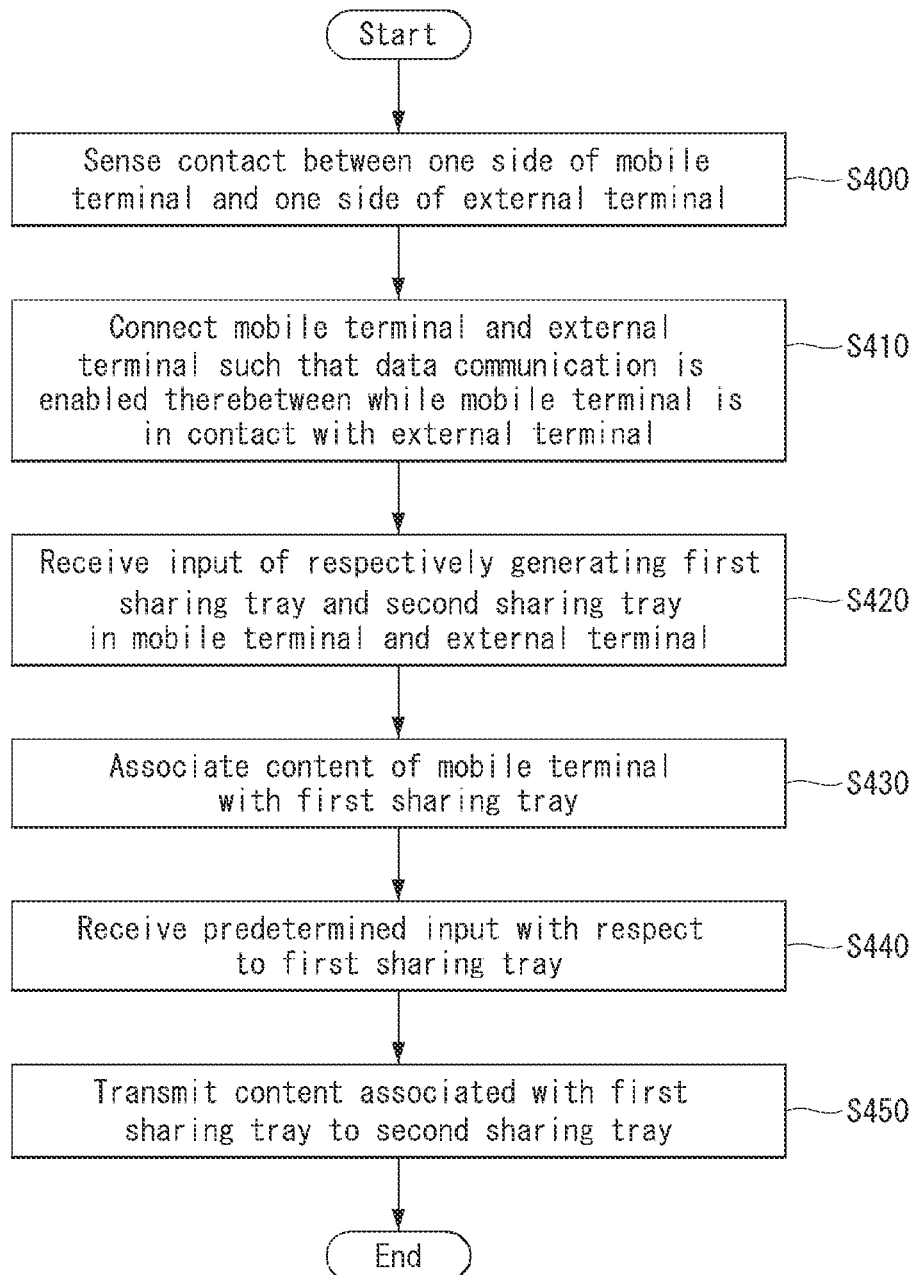 Start
Sense contact between one side of mobile
terminal and one side of external terminal
S400
Connect mobile terminal and external
terminal such that data communication is
enabled therebetween while mobile terminal is
in contact with external terminal
S410
Receive input of respectively generating first
sharing tray and second sharing tray
in mobile terminal and external terminal
S420
Associate content of mobile terminal
with first sharing tray
S430
Receive predetermined input with respect
to first sharing tray
S440
Transmit content associated with first
sharing tray to second sharing tray
S450
End